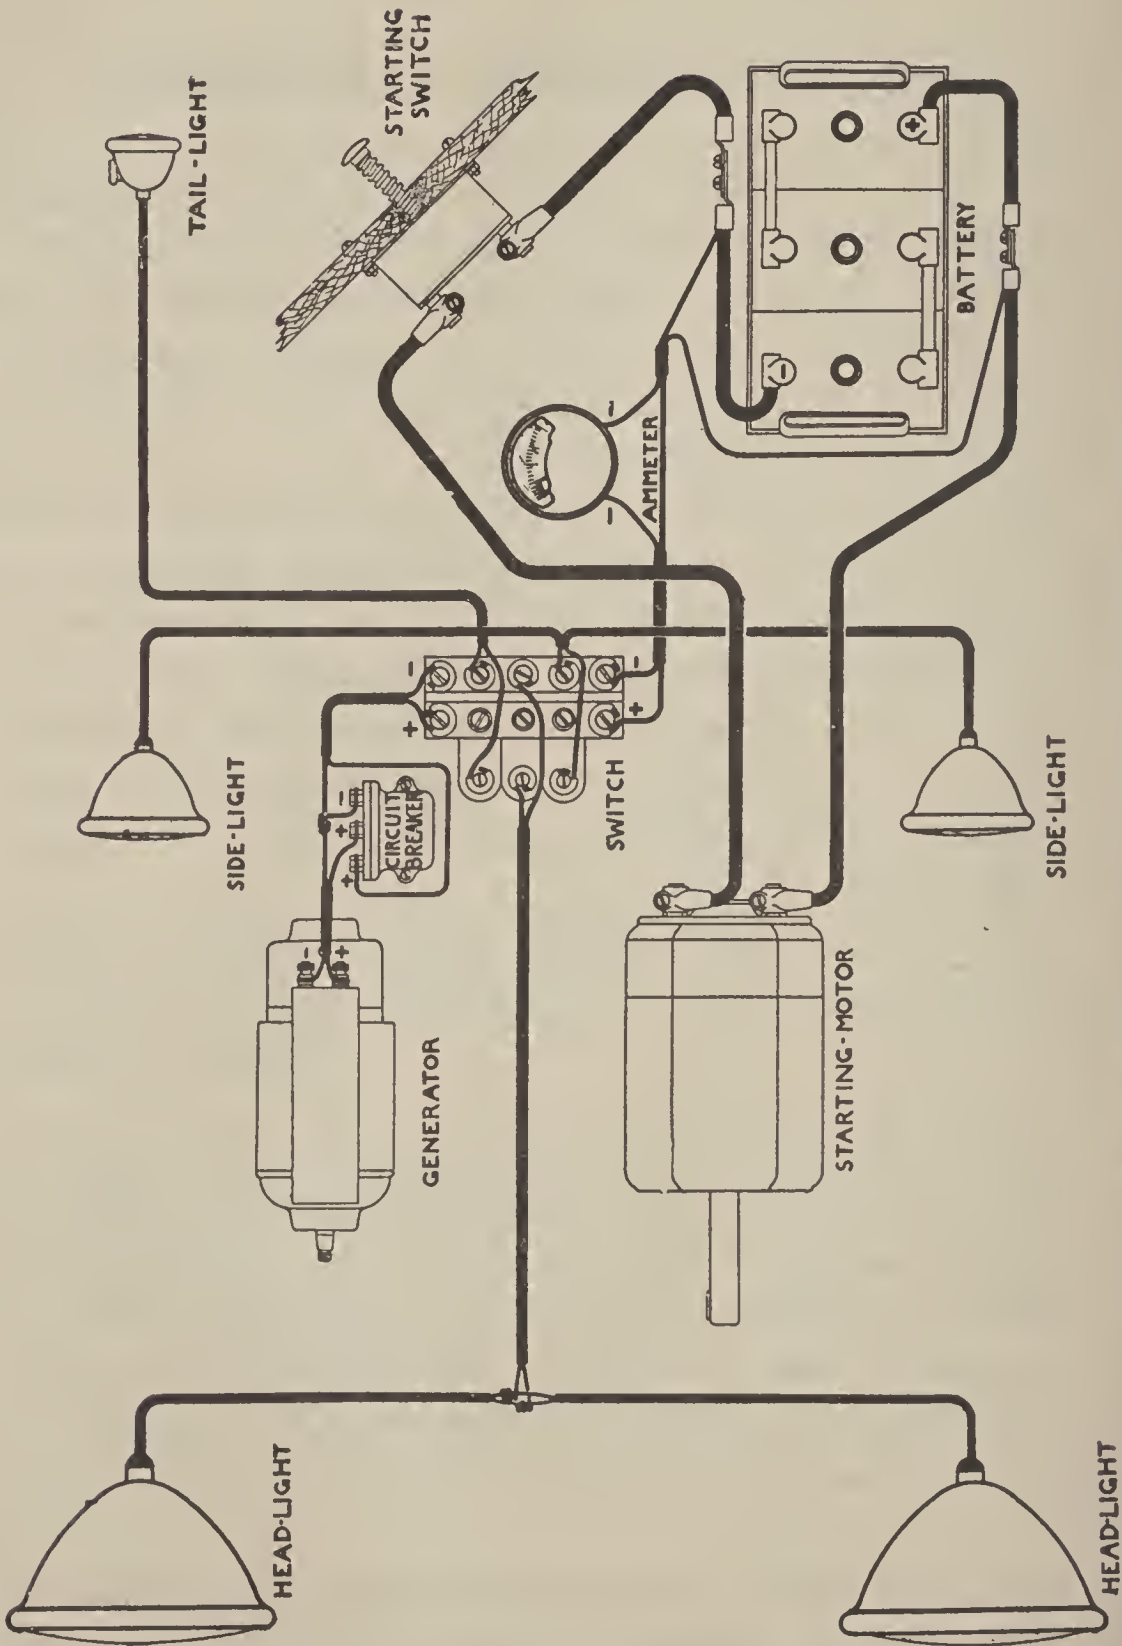 TAIL-LIGHT
STARTING
SWITCH
SIDE-LIGHT
- +
- + +
CIRCUIT
BREAKER
SWITCH
- +
AMMETER
- -
BATTERY
- +
SIDE-LIGHT
GENERATOR
- +
STARTING-MOTOR
HEAD-LIGHT
HEAD-LIGHT